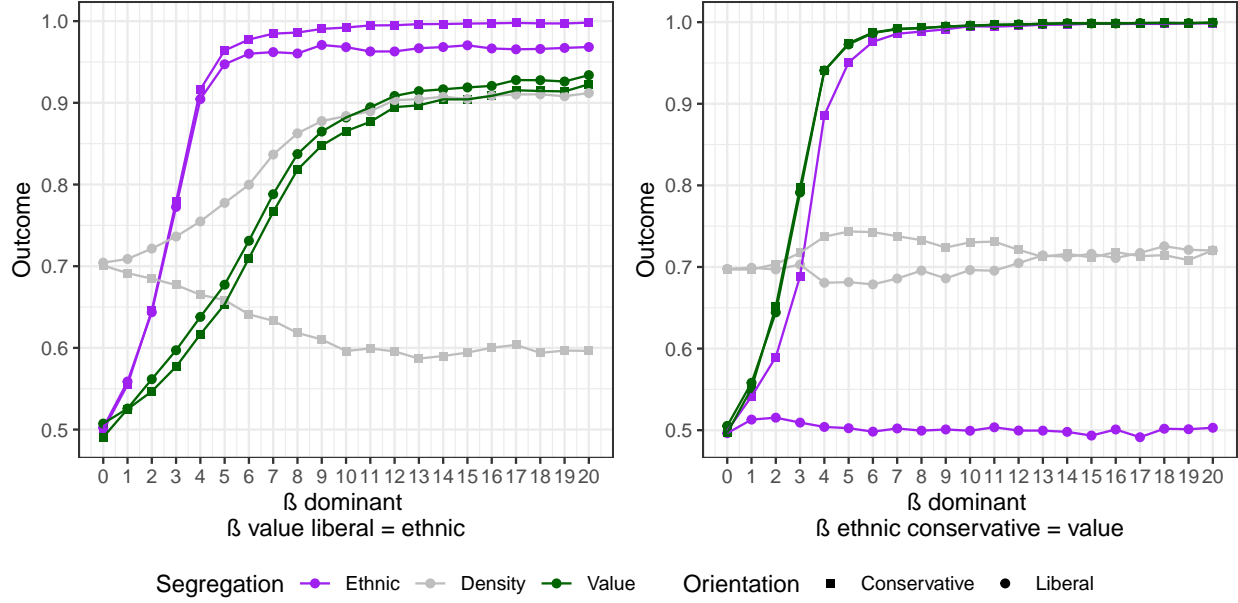 1.0
0.9
0.8
0.7
0.6
0.5
Outcome
0 1 2 3 4 5 6 7 8 9 10 11 12 13 14 15 16 17 18 19 20
ß dominant
ß value liberal = ethnic
1.0
0.9
0.8
0.7
0.6
0.5
Outcome
0 1 2 3 4 5 6 7 8 9 10 11 12 13 14 15 16 17 18 19 20
ß dominant
ß ethnic conservative = value
Segregation Ethnic Density Value Orientation Conservative Liberal